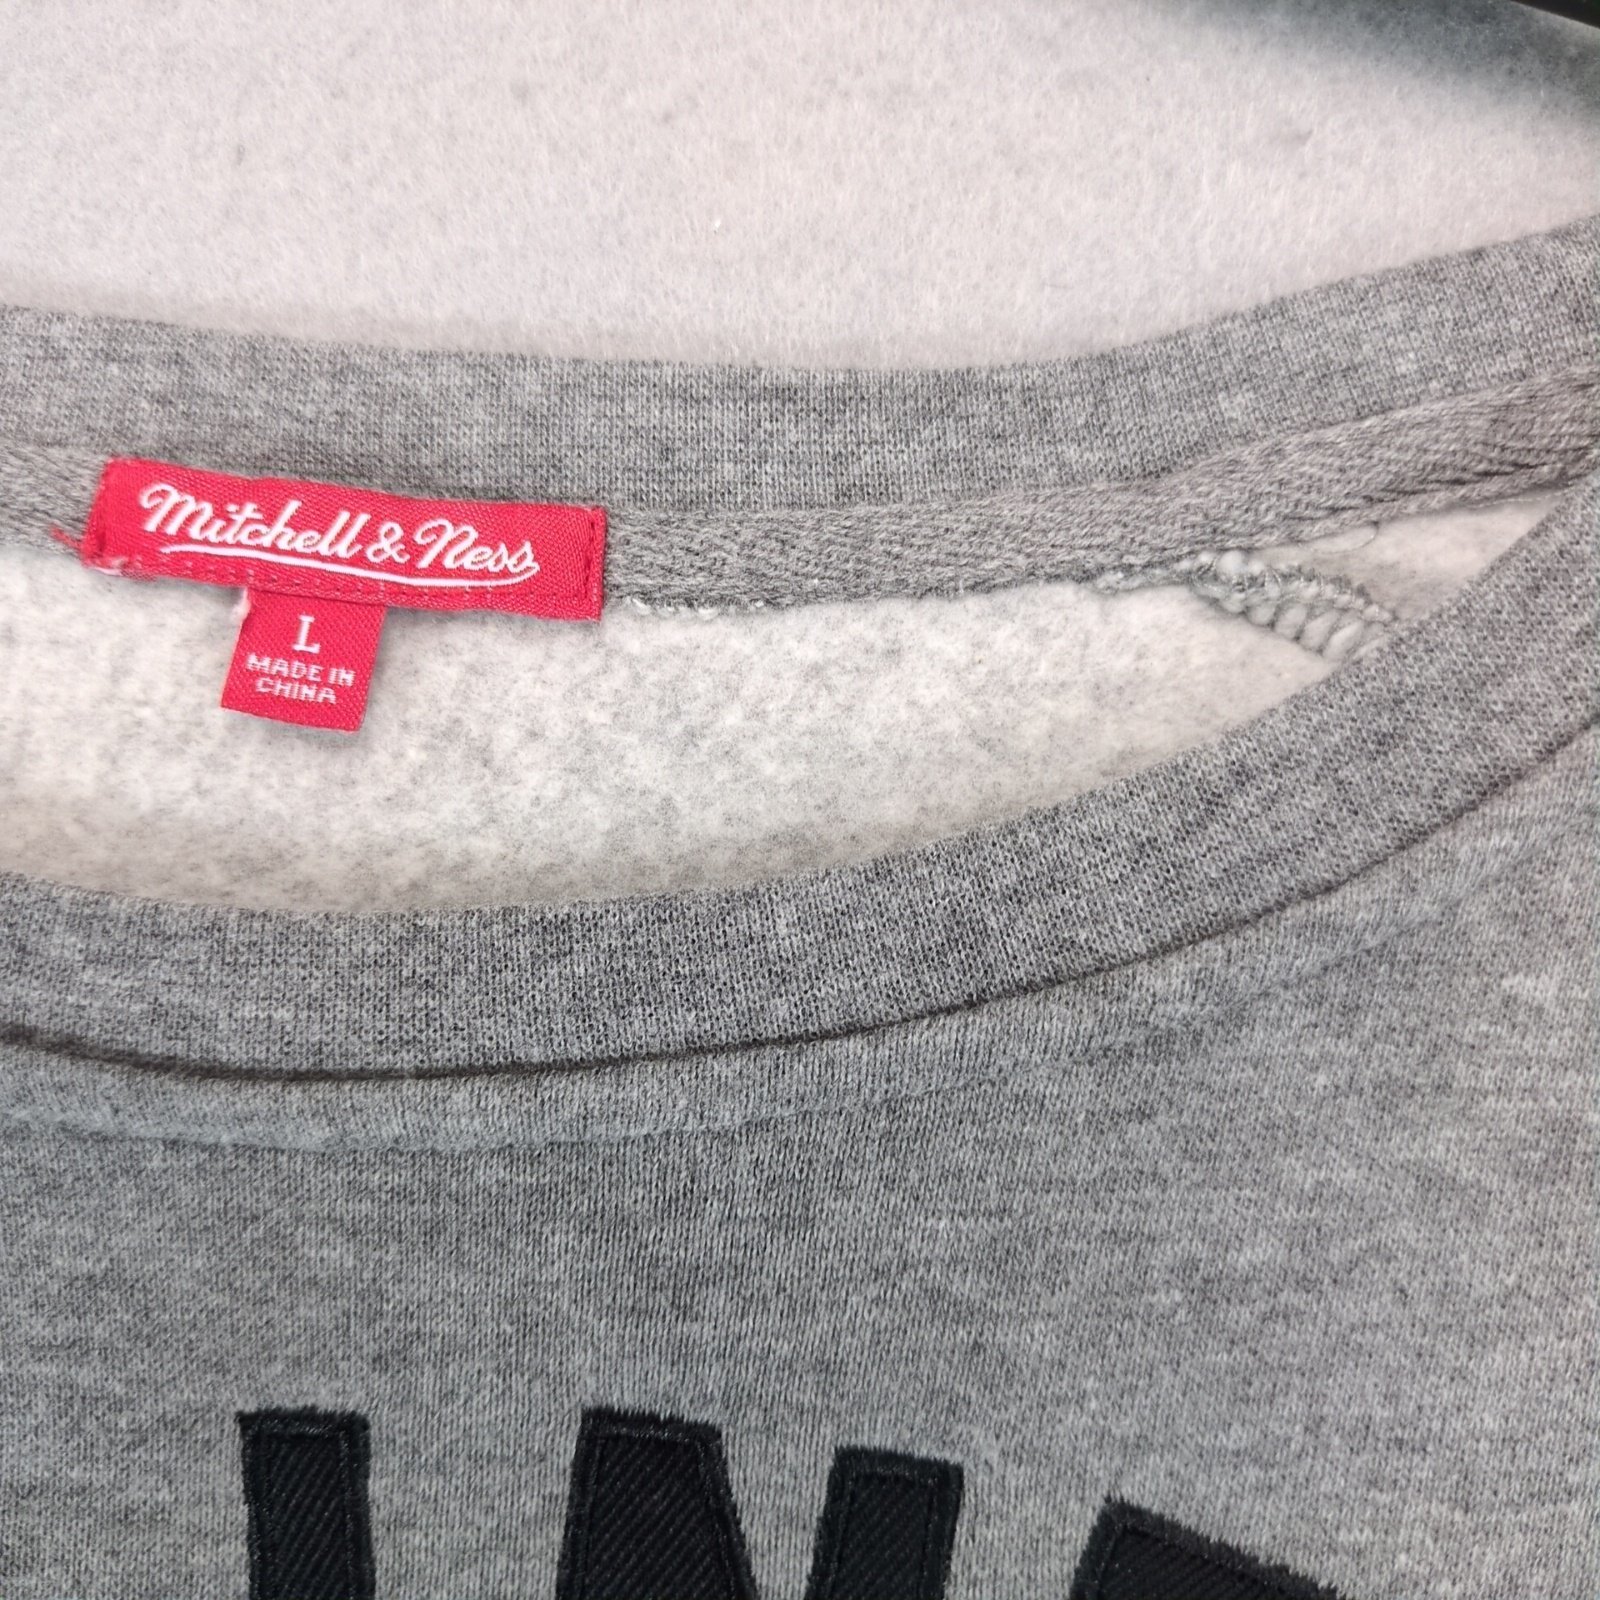 Mitchell & Ness
L
MADE IN
CHINA